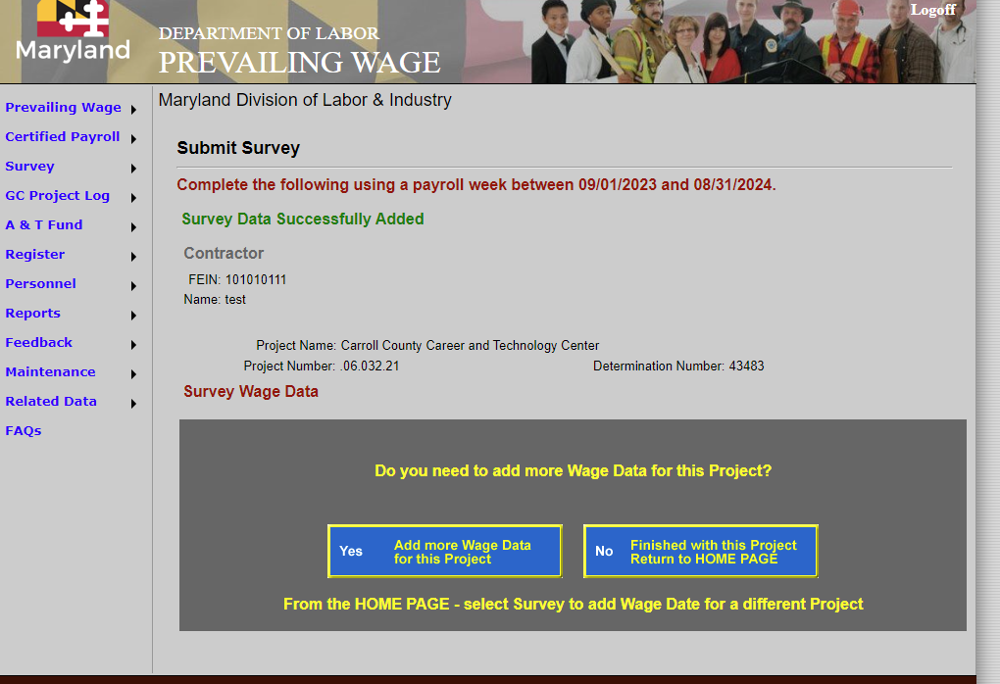 Logoff
Maryland
DEPARTMENT OF LABOR
PREVAILING WAGE
Prevailing Wage
Certified Payroll
Survey
GC Project Log
A & T Fund
Register
Personnel
Reports
Feedback
Maintenance
Related Data
FAQs
Maryland Division of Labor & Industry
Submit Survey
Complete the following using a payroll week between 09/01/2023 and 08/31/2024.
Survey Data Successfully Added
Contractor
FEIN: 101010111
Name: test
Project Name: Carroll County Career and Technology Center
Project Number: .06.032.21 Determination Number: 43483
Survey Wage Data
Do you need to add more Wage Data for this Project?
Yes Add more Wage Data
for this Project
No Finished with this Project
Return to HOME PAGE
From the HOME PAGE - select Survey to add Wage Date for a different Project